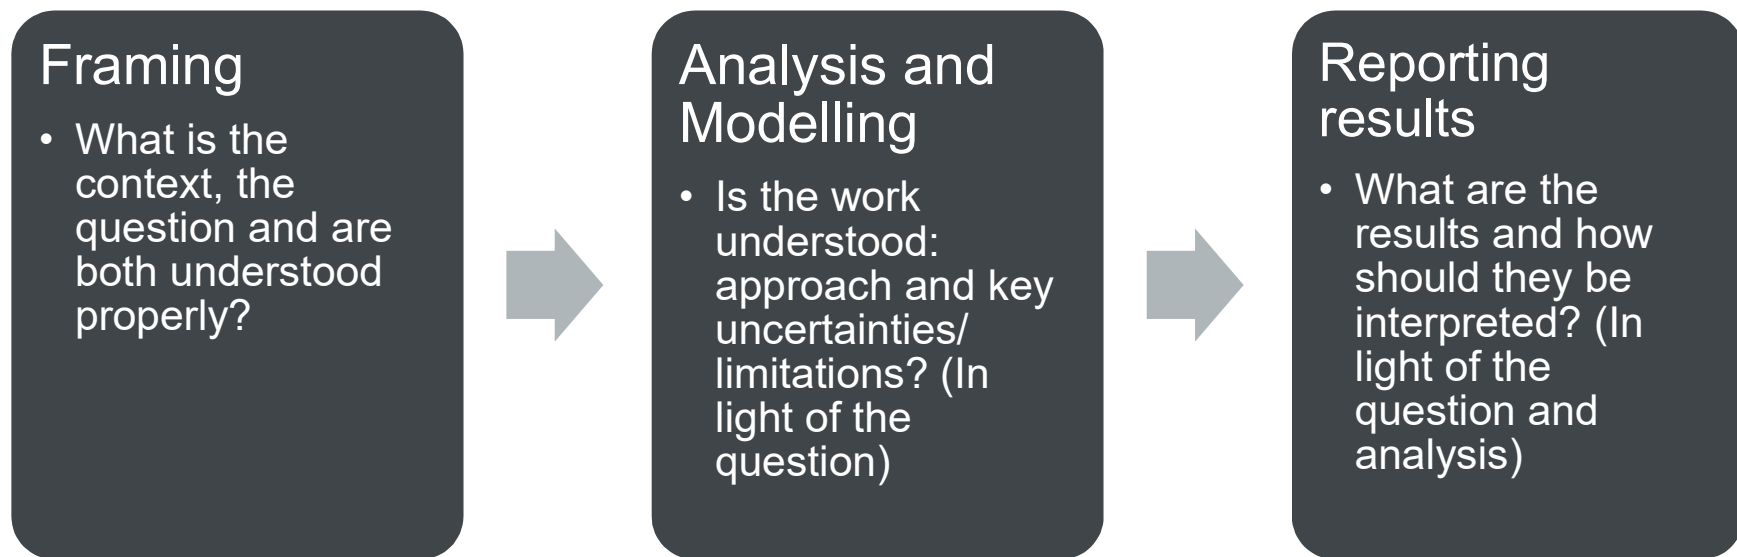 Framing
• What is the
context, the
question and are
both understood
properly?
Analysis and
Modelling
• Is the work
understood:
approach and key
uncertainties/
limitations? (In
light of the
question)
Reporting
results
• What are the
results and how
should they be
interpreted? (In
light of the
question and
analysis)